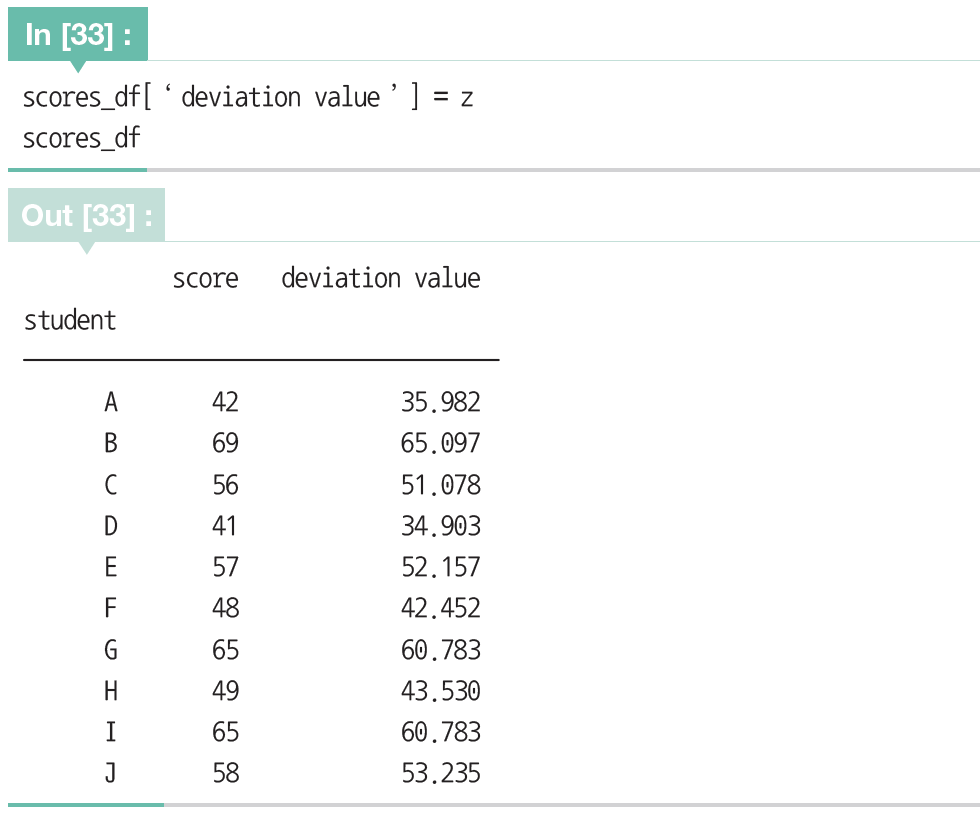 In [33] :
scores_df[ ‘ deviation value ’ ] = z
scores_df
Out [33] :
score deviation value
student
A 42 35.982
B 69 65.097
C 56 51.078
D 41 34.903
E 57 52.157
F 48 42.452
G 65 60.783
H 49 43.530
I 65 60.783
J 58 53.235